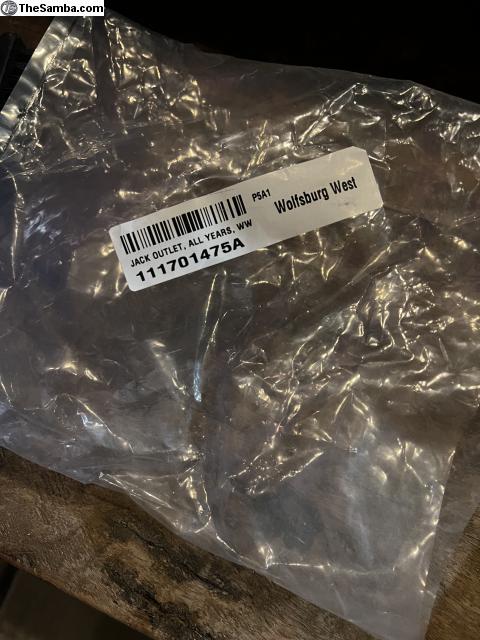 TheSamba.com
P5A1
Wolfsburg West
JACK OUTLET, ALL YEARS, WW
111701475A